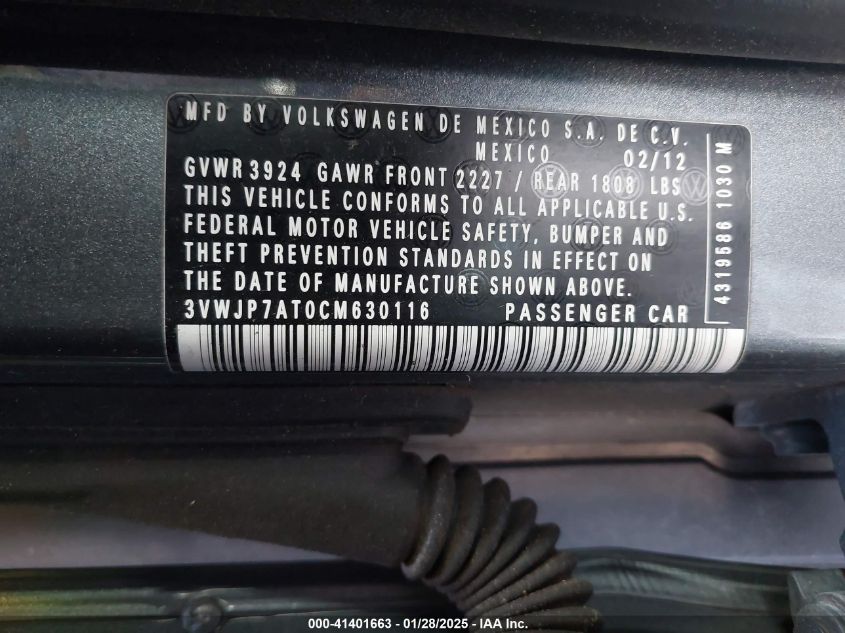 MFD BY VOLKSWAGEN DE MEXICO S.A. DE C.V.
MEXICO 02/12
GVWR 3924 GAWR FRONT 2227 / REAR 1808 LBS
THIS VEHICLE CONFORMS TO ALL APPLICABLE U.S.
FEDERAL MOTOR VEHICLE SAFETY, BUMPER AND
THEFT PREVENTION STANDARDS IN EFFECT ON
THE DATE OF MANUFACTURE SHOWN ABOVE.
3VWJP7AT0CM630116 PASSENGER CAR
4319586 1030 M
000-41401663 / 01/28/2025 - IAA Inc.